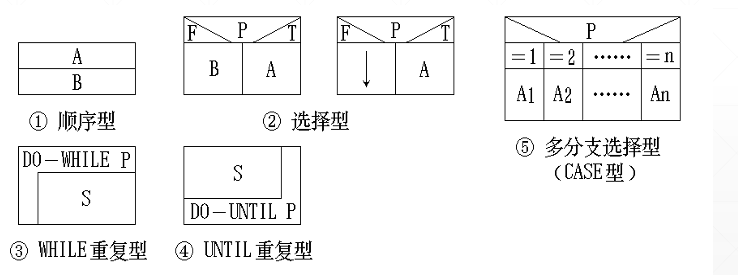 A
B
① 顺序型
F P T
B A
F P T
A
② 选择型
P
=1 =2 …… =n
A1 A2 …… An
⑤ 多分支选择型
(CASE型)
DO-WHILE P
S
③ WHILE重复型
S
DO-UNTIL P
④ UNTIL重复型